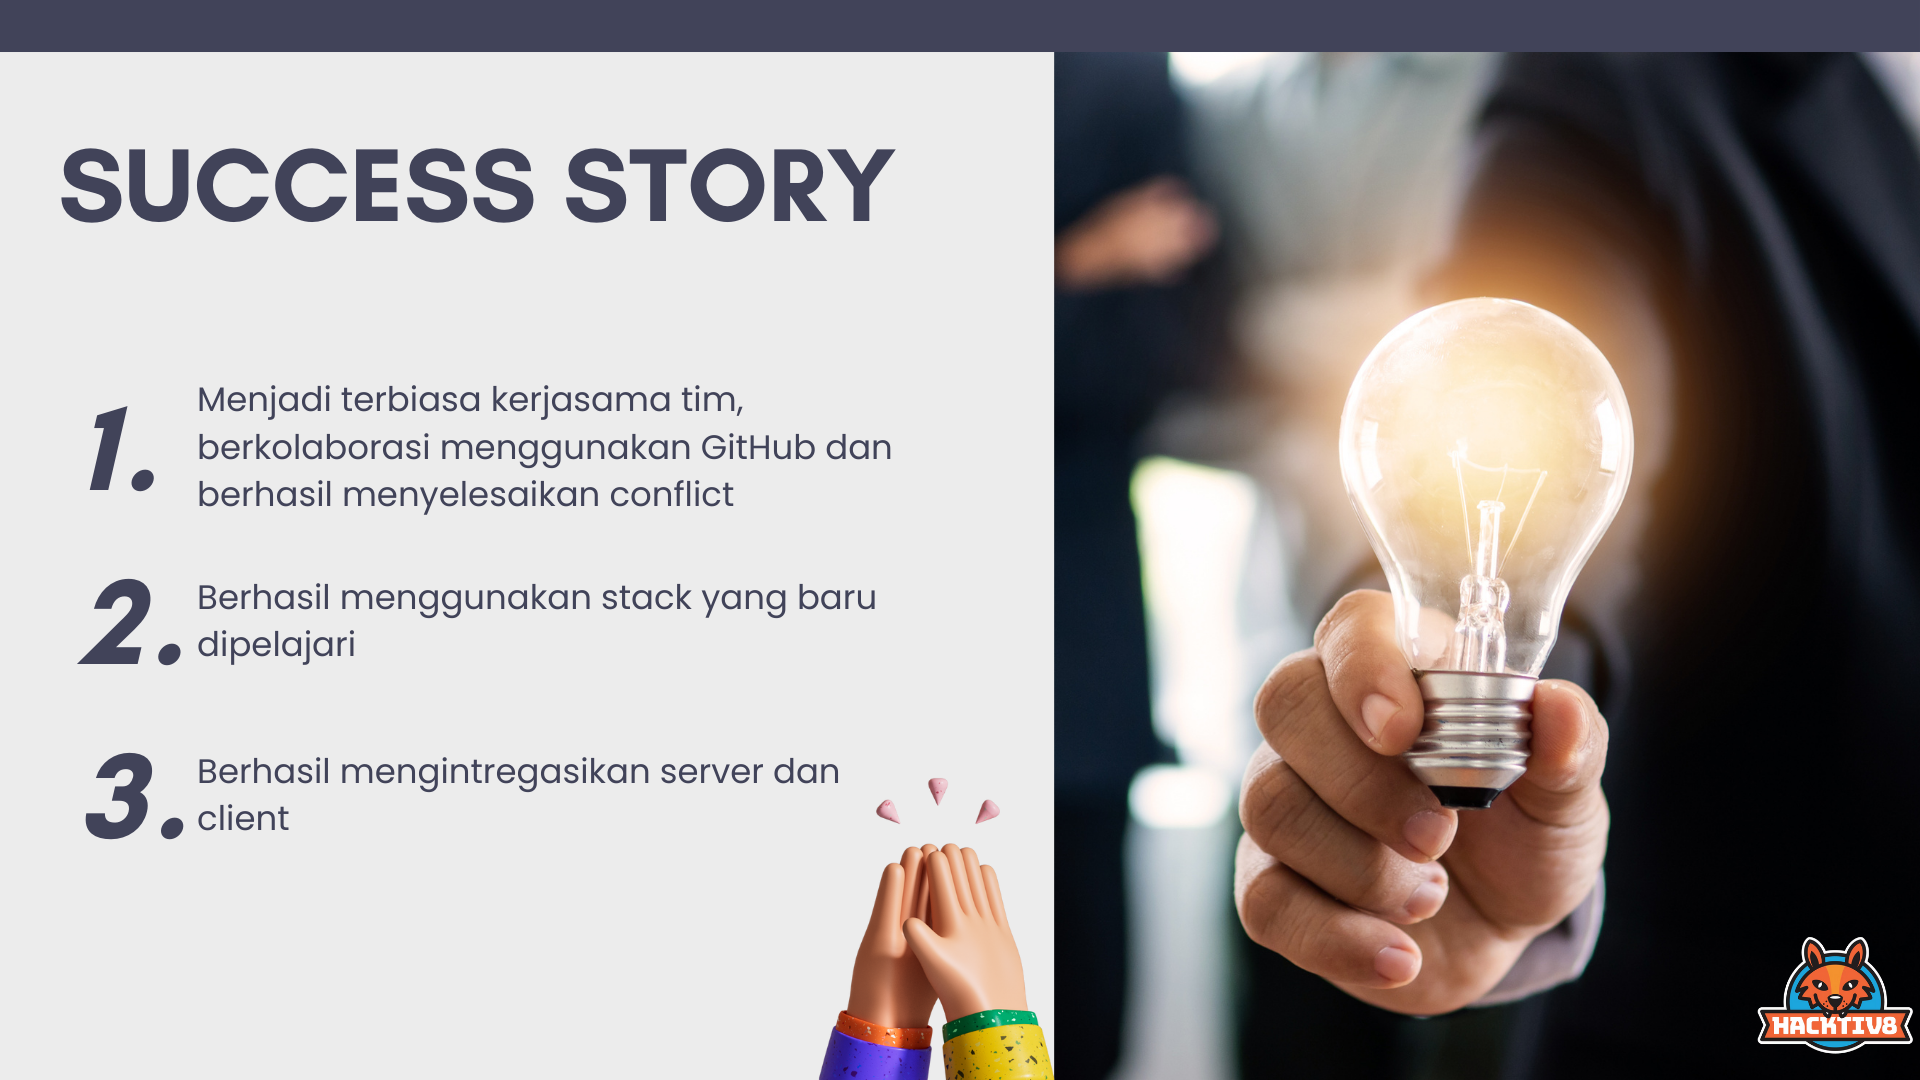 SUCCESS STORY
1.
Menjadi terbiasa kerjasama tim,
berkolaborasi menggunakan GitHub dan
berhasil menyelesaikan conflict
2.
Berhasil menggunakan stack yang baru
dipelajari
3.
Berhasil mengintregasikan server dan
client
HACKTIV8